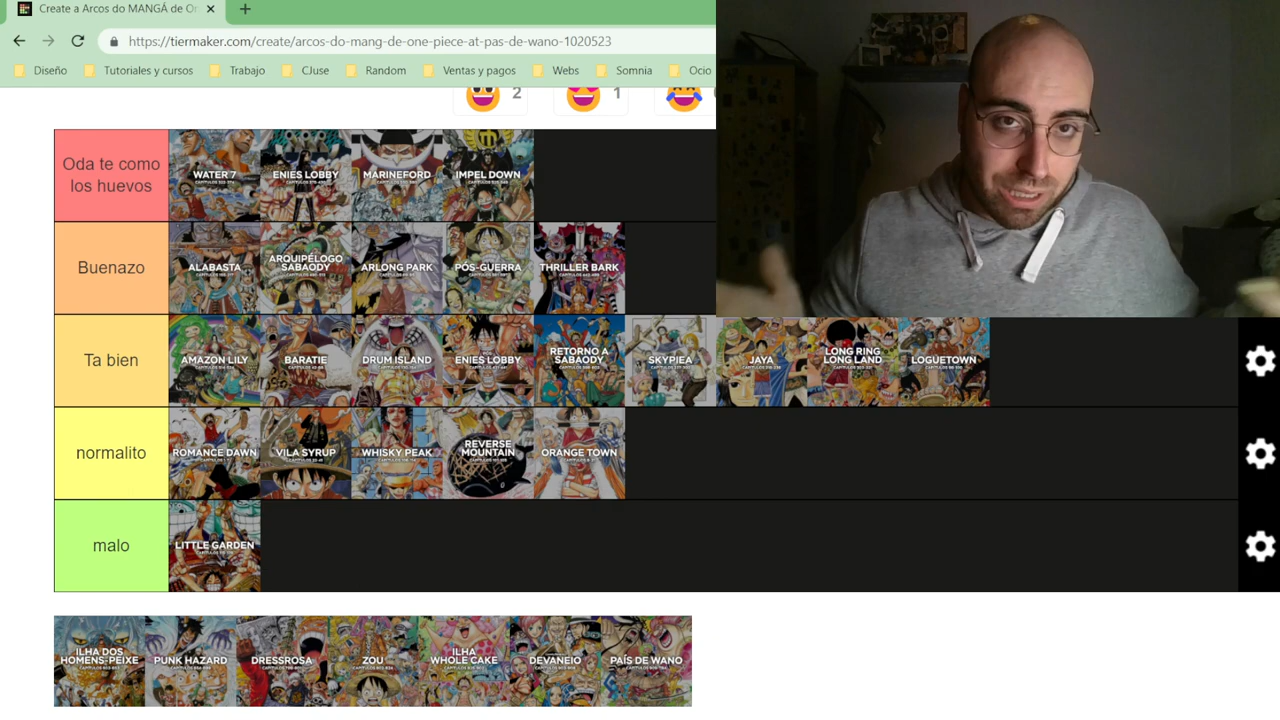 Create a Arcos do MANGÁ de On
https://tiermaker.com/create/arcos-do-mang-de-one-piece-at-pas-de-wano-1020523
Diseño Tutoriales y cursos Trabajo CJuse Random Ventas y pagos Webs Somnia Ocio
2 1
Oda te como
los huevos
WATER 7 ENIES LOBBY MARINEFORD IMPEL DOWN
Buenazo
ALABASTA
ARQUIPÉLOGO
SABAODY
ARLONG PARK PÓS-GUERRA THRILLER BARK
Ta bien
AMAZON LILY BARATIE DRUM ISLAND
ENIES LOBBY
RETORNO A
SABAODY
SKYPIEA JAYA
LONG RING
LONG LAND
LOGUETOWN
normalito
ROMANCE DAWN VILA SYRUP WHISKY PEAK
REVERSE
MOUNTAIN
ORANGE TOWN
malo
LITTLE GARDEN
ILHA DOS
HOMENS-PEIXE
PUNK HAZARD DRESSROSA ZOU
ILHA
WHOLE CAKE
DEVANEIO PAÍS DE WANO